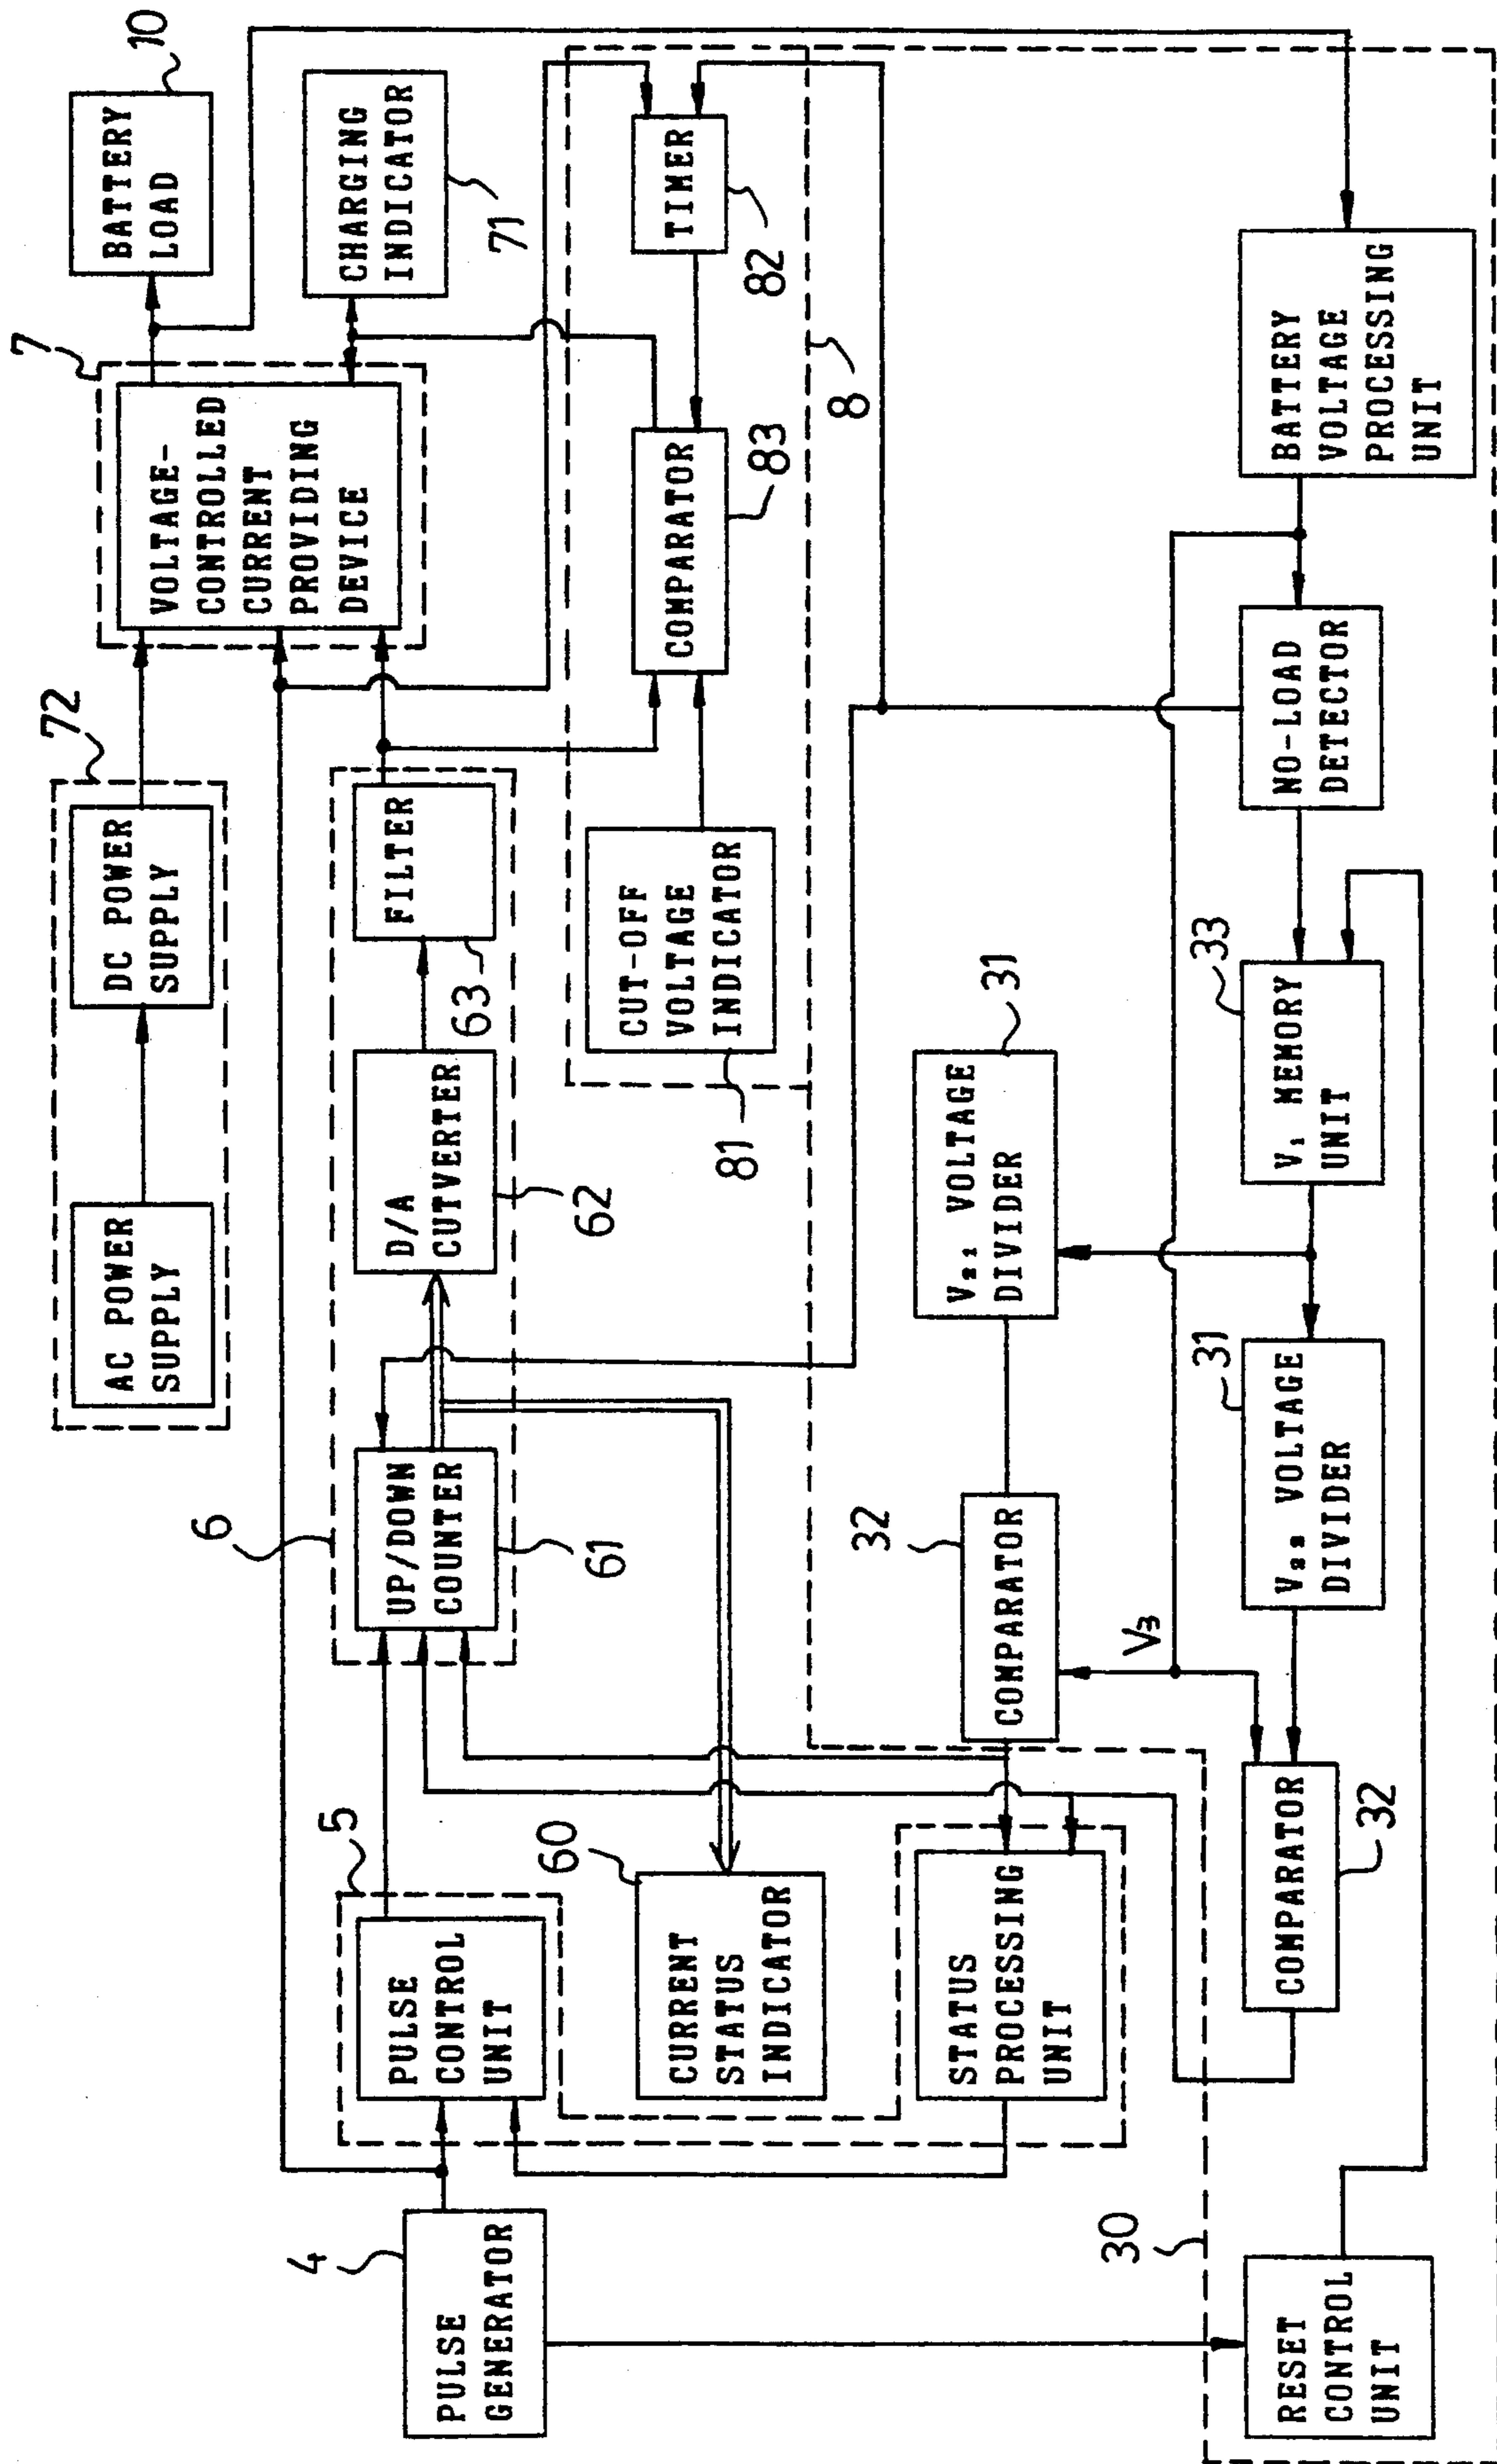 72
AC POWER
SUPPLY
DC POWER
SUPPLY
7
VOLTAGE-
CONTROLLED
CURRENT
PROVIDING
DEVICE
BATTERY
LOAD
10
CHARGING
INDICATOR
71
4
PULSE
GENERATOR
5
PULSE
CONTROL
UNIT
6
UP/DOWN
COUNTER
61
D/A
CUTVERTER
62
FILTER
63
CUT-OFF
VOLTAGE
INDICATOR
81
COMPARATOR
83
TIMER
82
8
60
CURRENT
STATUS
INDICATOR
STATUS
PROCESSING
UNIT
32
COMPARATOR
V₂₁ VOLTAGE
DIVIDER
31
V₃
30
RESET
CONTROL
UNIT
COMPARATOR
32
31
V₂₂ VOLTAGE
DIVIDER
33
V₁ MEMORY
UNIT
NO-LOAD
DETECTOR
BATTERY
VOLTAGE
PROCESSING
UNIT